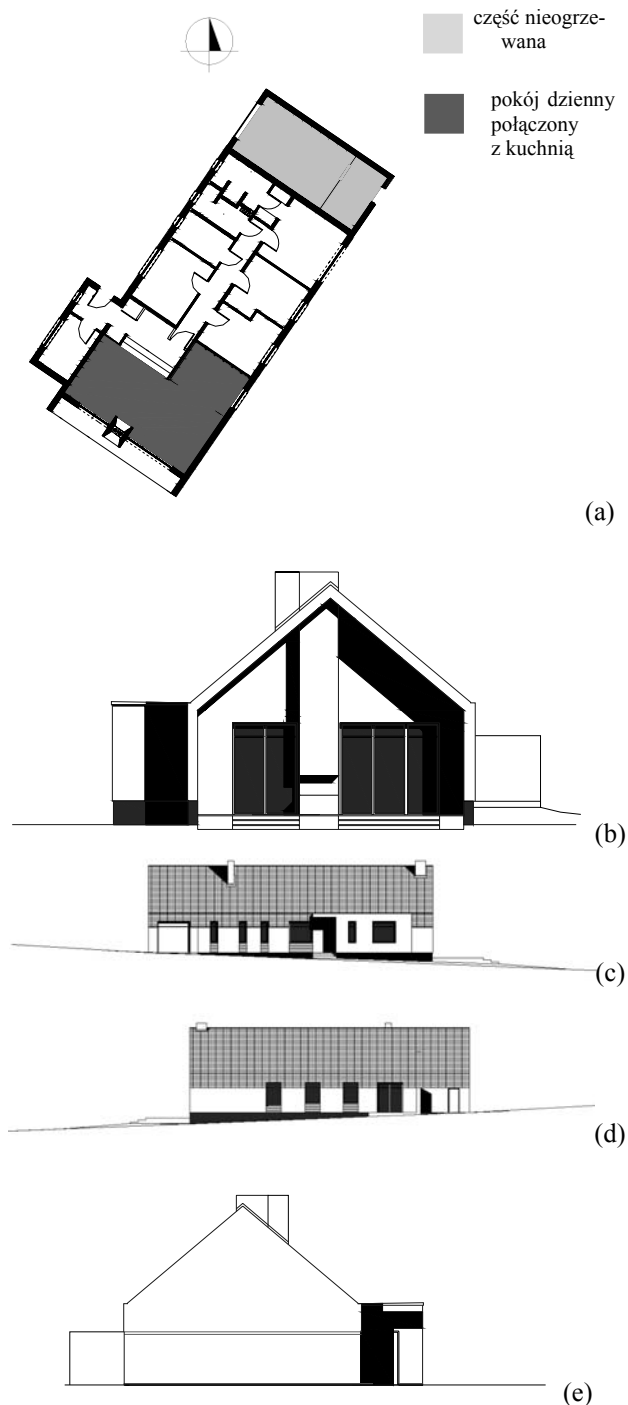 część nieogrze-
wana
pokój dzienny
połączony
z kuchnią
(a)
(b)
(c)
(d)
(e)